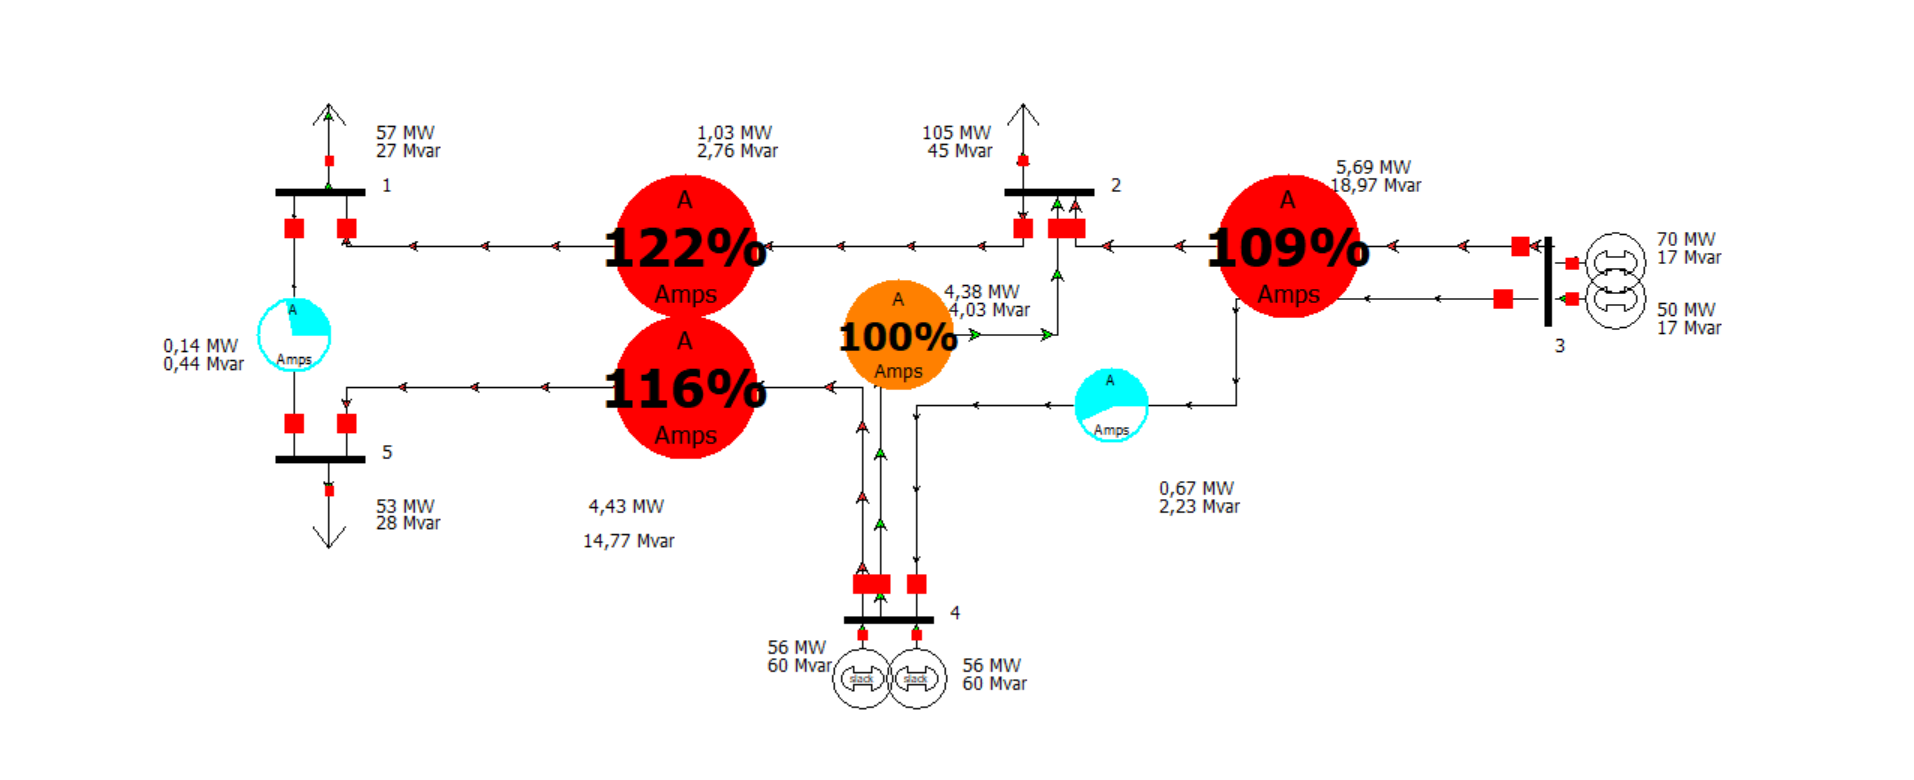 57 MW
27 Mvar
1
1,03 MW
2,76 Mvar
105 MW
45 Mvar
2
5,69 MW
18,97 Mvar
A
122%
Amps
A
109%
Amps
70 MW
17 Mvar
50 MW
17 Mvar
3
A
Amps
0,14 MW
0,44 Mvar
A
100%
Amps
4,38 MW
4,03 Mvar
A
116%
Amps
A
Amps
5
53 MW
28 Mvar
4,43 MW
14,77 Mvar
0,67 MW
2,23 Mvar
4
56 MW
60 Mvar
slack
slack
56 MW
60 Mvar